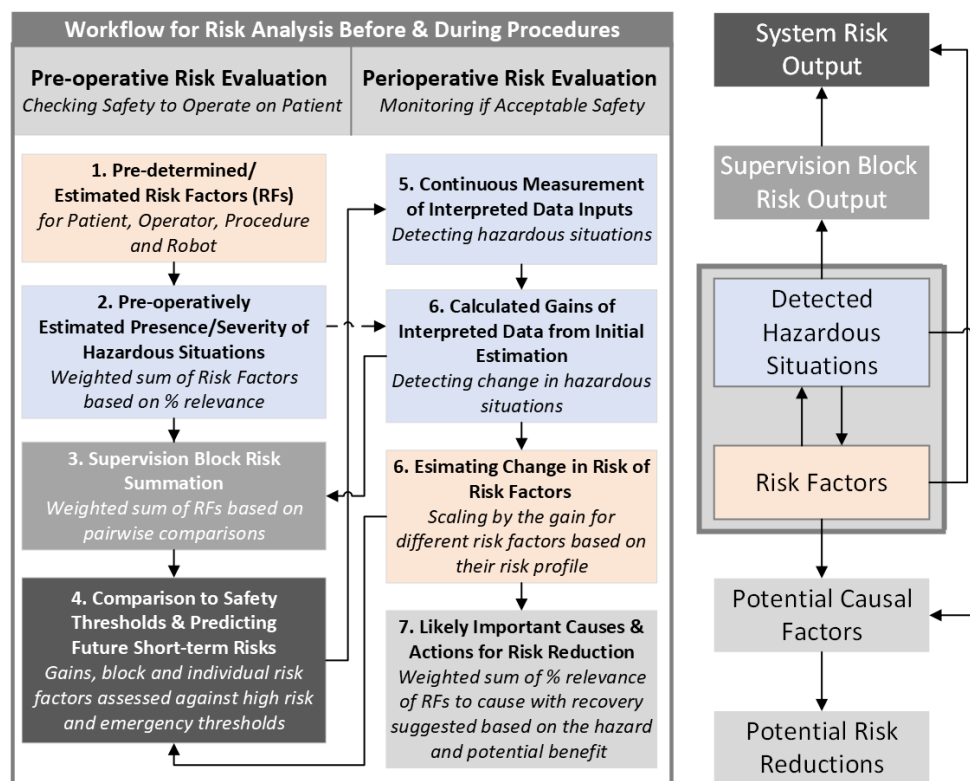 Workflow for Risk Analysis Before & During Procedures
Pre-operative Risk Evaluation
Checking Safety to Operate on Patient
Perioperative Risk Evaluation
Monitoring if Acceptable Safety
1. Pre-determined/
Estimated Risk Factors (RFs)
for Patient, Operator, Procedure
and Robot
2. Pre-operatively
Estimated Presence/Severity of
Hazardous Situations
Weighted sum of Risk Factors
based on % relevance
3. Supervision Block Risk
Summation
Weighted sum of RFs based on
pairwise comparisons
4. Comparison to Safety
Thresholds & Predicting
Future Short-term Risks
Gains, block and individual risk
factors assessed against high risk
and emergency thresholds
5. Continuous Measurement
of Interpreted Data Inputs
Detecting hazardous situations
6. Calculated Gains of
Interpreted Data from Initial
Estimation
Detecting change in hazardous
situations
6. Esimating Change in Risk of
Risk Factors
Scaling by the gain for
different risk factors based on
their risk profile
7. Likely Important Causes &
Actions for Risk Reduction
Weighted sum of % relevance
of RFs to cause with recovery
suggested based on the hazard
and potential benefit
System Risk
Output
Supervision Block
Risk Output
Detected
Hazardous
Situations
Risk Factors
Potential Causal
Factors
Potential Risk
Reductions